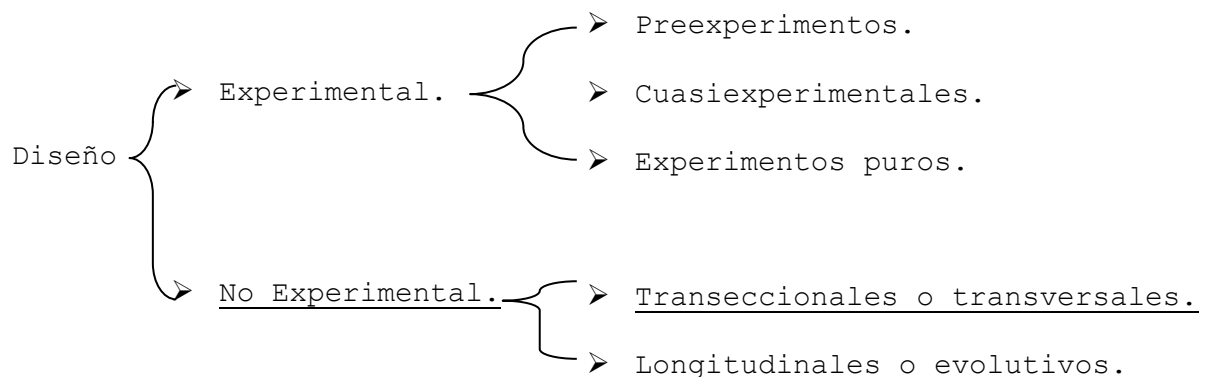 Preexperimentos.
Experimental.
Cuasiexperimentales.
Diseño
Experimentos puros.
No Experimental.
Transeccionales o transversales.
Longitudinales o evolutivos.